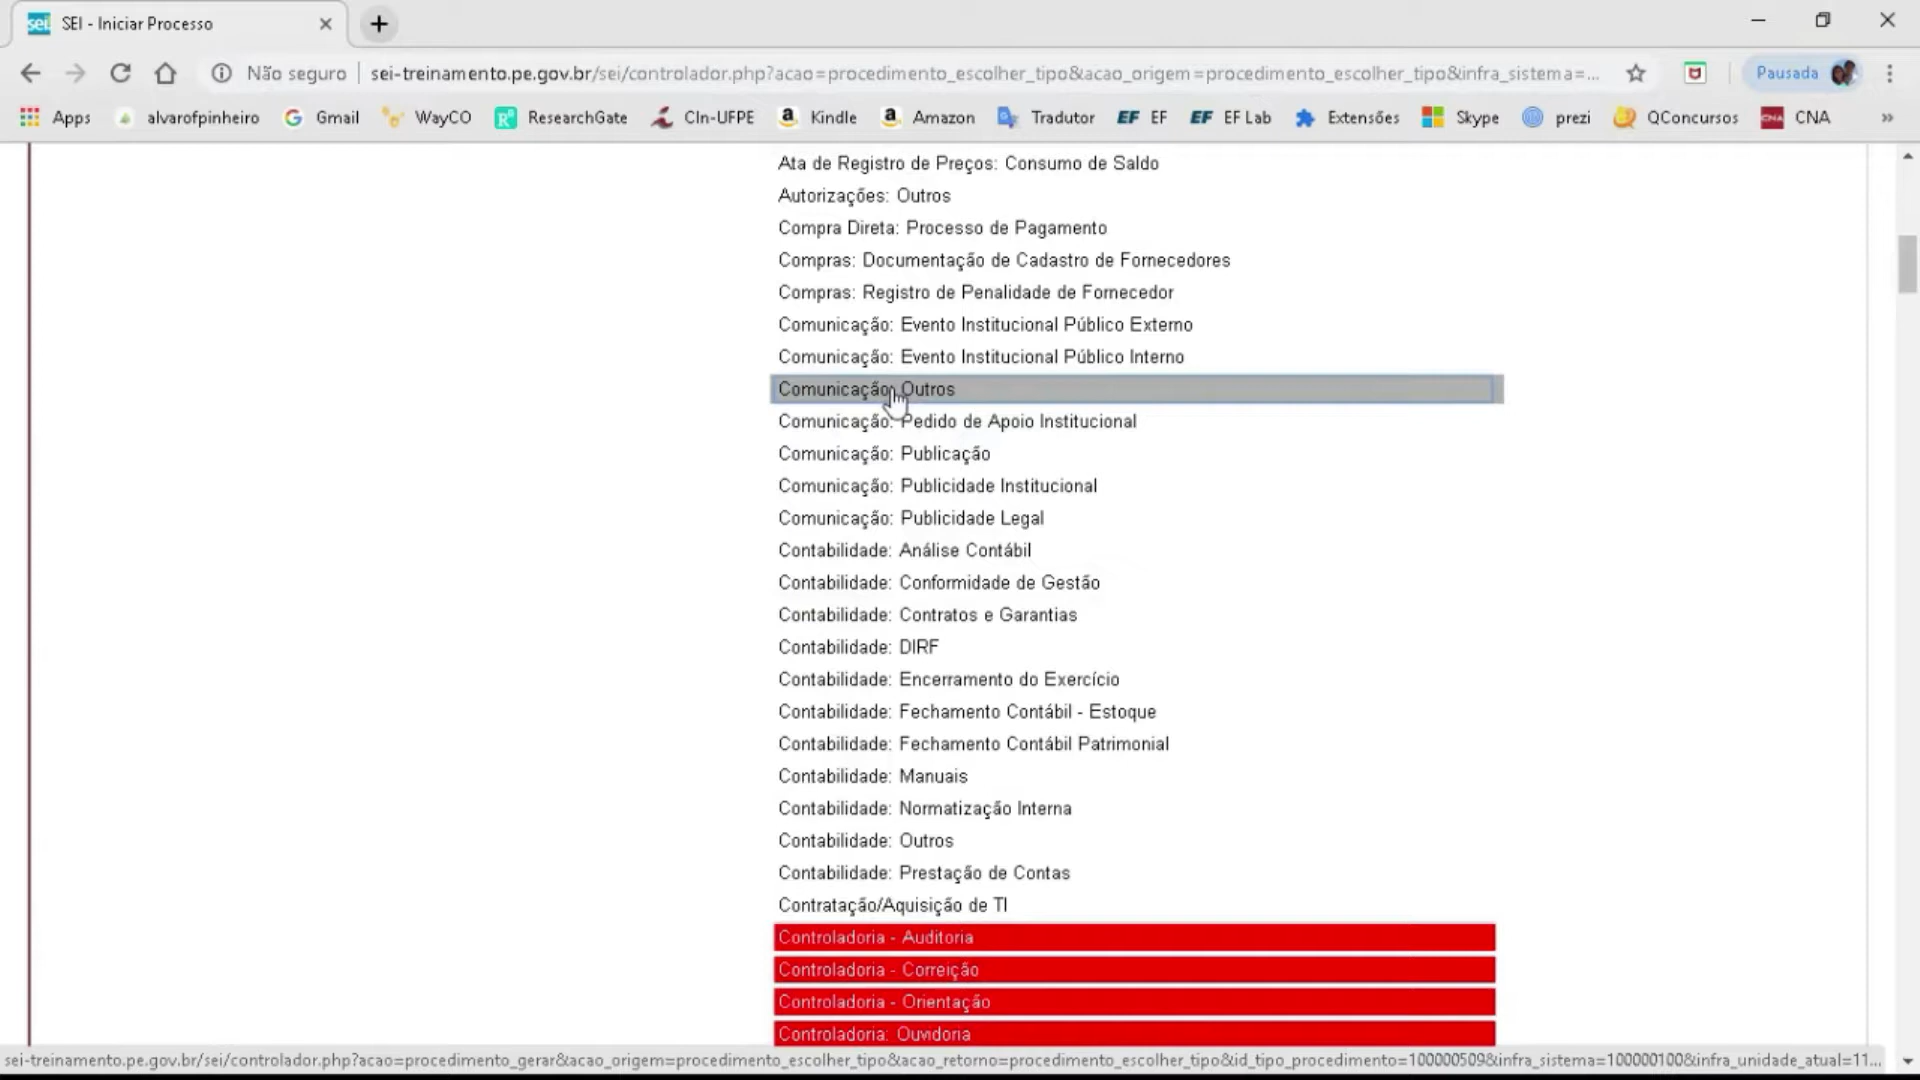 SEI - Iniciar Processo
Não seguro
sei-treinamento.pe.gov.br/sei/controlador.php?acao=procedimento_escolher_tipo&acao_origem=procedimento_escolher_tipo&infra_sistema=...
Pausada
Apps
alvarofpinheiro
Gmail
WayCO
ResearchGate
CIn-UFPE
Kindle
Amazon
Tradutor
EF EF
EF EF Lab
Extensões
Skype
prezi
QConcursos
CNA
»
Ata de Registro de Preços: Consumo de Saldo
Autorizações: Outros
Compra Direta: Processo de Pagamento
Compras: Documentação de Cadastro de Fornecedores
Compras: Registro de Penalidade de Fornecedor
Comunicação: Evento Institucional Público Externo
Comunicação: Evento Institucional Público Interno
Comunicação: Outros
Comunicação: Pedido de Apoio Institucional
Comunicação: Publicação
Comunicação: Publicidade Institucional
Comunicação: Publicidade Legal
Contabilidade: Análise Contábil
Contabilidade: Conformidade de Gestão
Contabilidade: Contratos e Garantias
Contabilidade: DIRF
Contabilidade: Encerramento do Exercício
Contabilidade: Fechamento Contábil - Estoque
Contabilidade: Fechamento Contábil Patrimonial
Contabilidade: Manuais
Contabilidade: Normatização Interna
Contabilidade: Outros
Contabilidade: Prestação de Contas
Contratação/Aquisição de TI
Controladoria - Auditoria
Controladoria - Correição
Controladoria - Orientação
Controladoria: Ouvidoria
sei-treinamento.pe.gov.br/sei/controlador.php?acao=procedimento_gerar&acao_origem=procedimento_escolher_tipo&acao_retorno=procedimento_escolher_tipo&id_tipo_procedimento=100000509&infra_sistema=100000100&infra_unidade_atual=11...